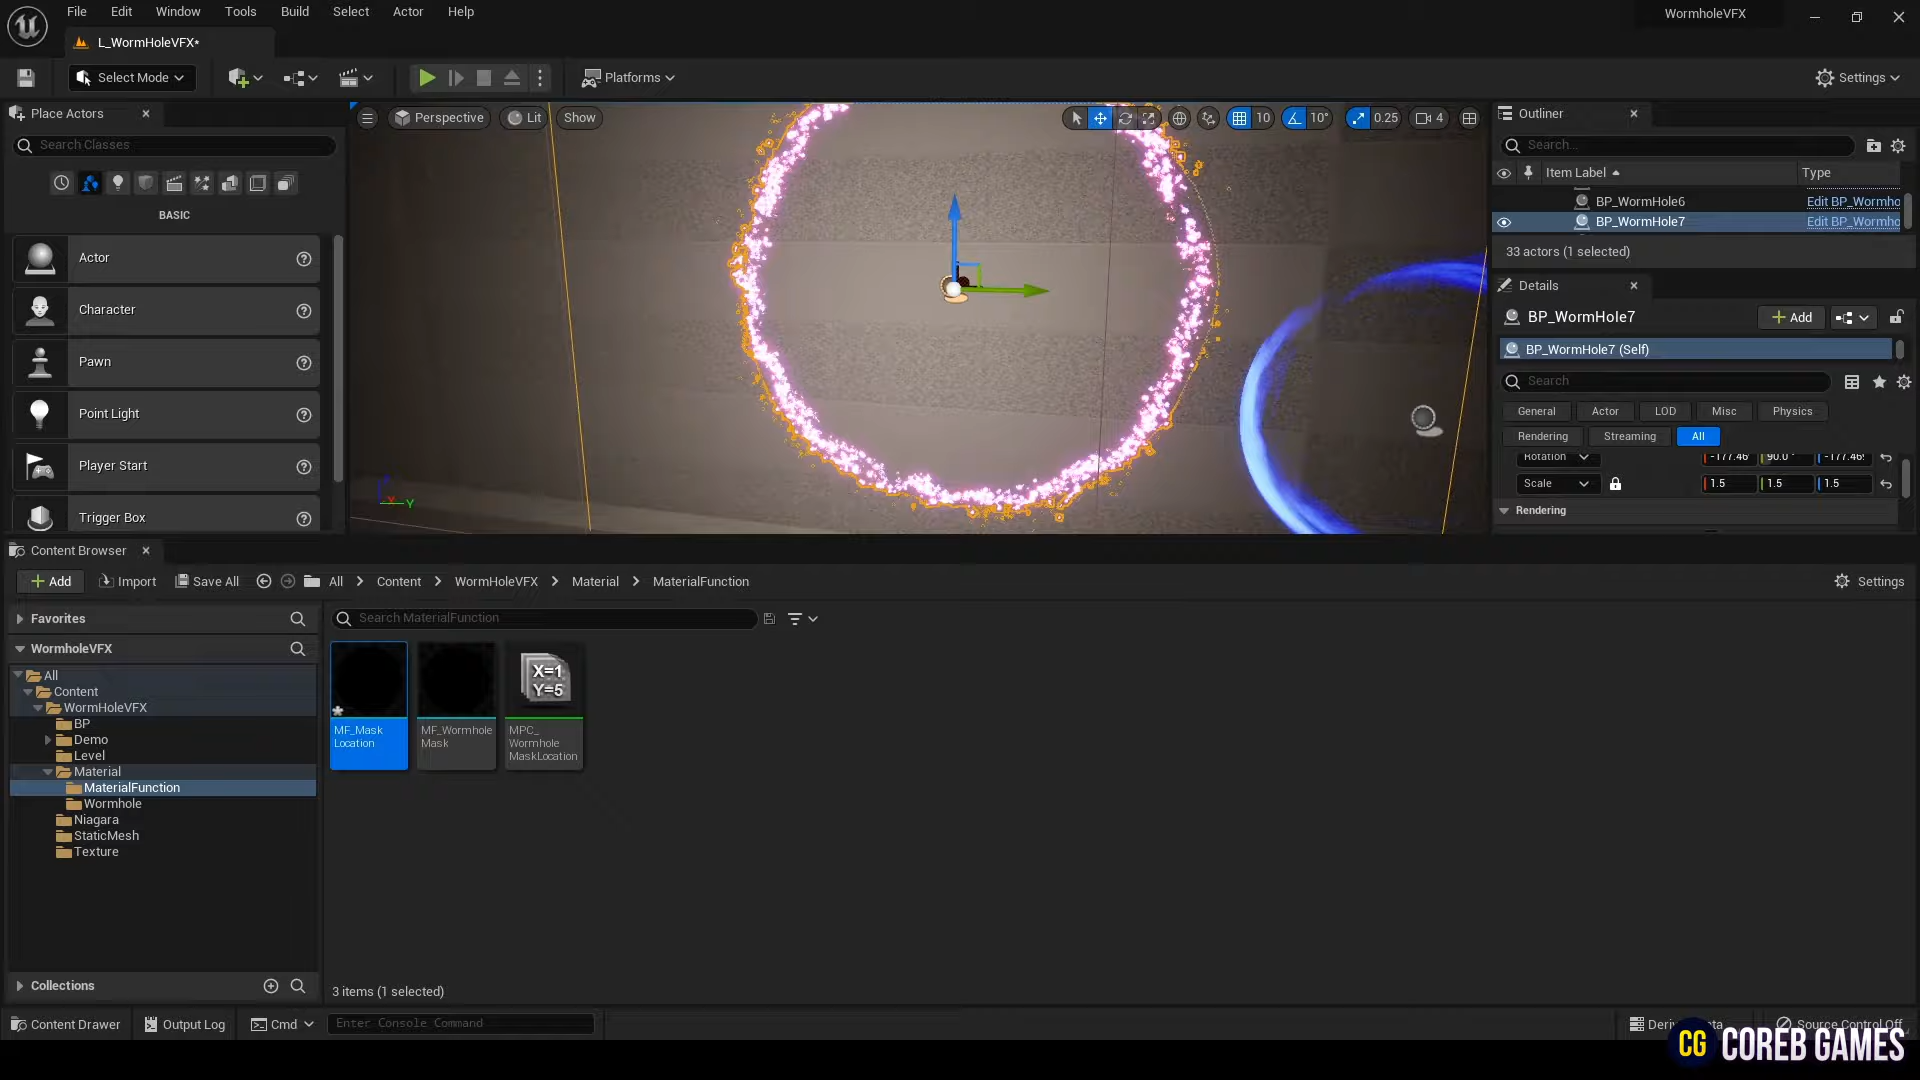 File Edit Window Tools Build Select Actor Help
WormholeVFX
L_WormHoleVFX*
Select Mode
Platforms
Settings
Place Actors
Search Classes
BASIC
Actor
Character
Pawn
Point Light
Player Start
Trigger Box
Perspective
Lit
Show
10
10°
0.25
4
Y
Outliner
Search...
Item Label
Type
BP_WormHole6
Edit BP_Wormho
BP_WormHole7
Edit BP_Wormho
33 actors (1 selected)
Details
BP_WormHole7
Add
BP_WormHole7 (Self)
Search
General Actor LOD Misc Physics
Rendering Streaming All
Rotation
-177.46 90.0 -177.46
Scale
1.5 1.5 1.5
Rendering
Content Browser
Add
Import
Save All
All > Content > WormHoleVFX > Material > MaterialFunction
Settings
Favorites
WormholeVFX
All
Content
WormHoleVFX
BP
Demo
Level
Material
MaterialFunction
Wormhole
Niagara
StaticMesh
Texture
Collections
Search MaterialFunction
MF_Mask
Location
MF_Wormhole
Mask
X=1
Y=5
MPC_
Wormhole
MaskLocation
3 items (1 selected)
Content Drawer
Output Log
Cmd
Enter Console Command
Source Control Off
CG COREB GAMES